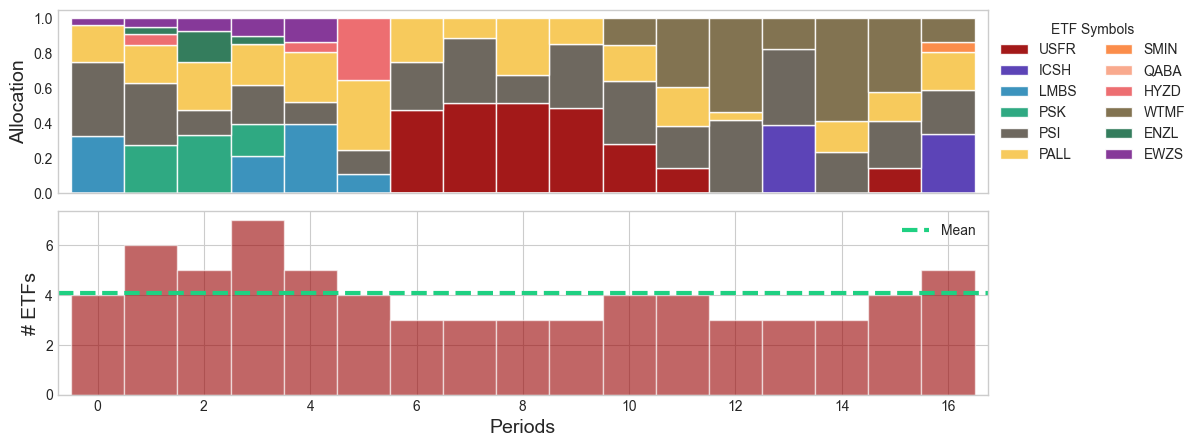 1.0
0.8
0.6
0.4
0.2
0.0
Allocation
ETF Symbols
USFR
ICSH
LMBS
PSK
PSI
PALL
SMIN
QABA
HYZD
WTMF
ENZL
EWZS
6
4
2
0
# ETFs
Mean
0 2 4 6 8 10 12 14 16
Periods